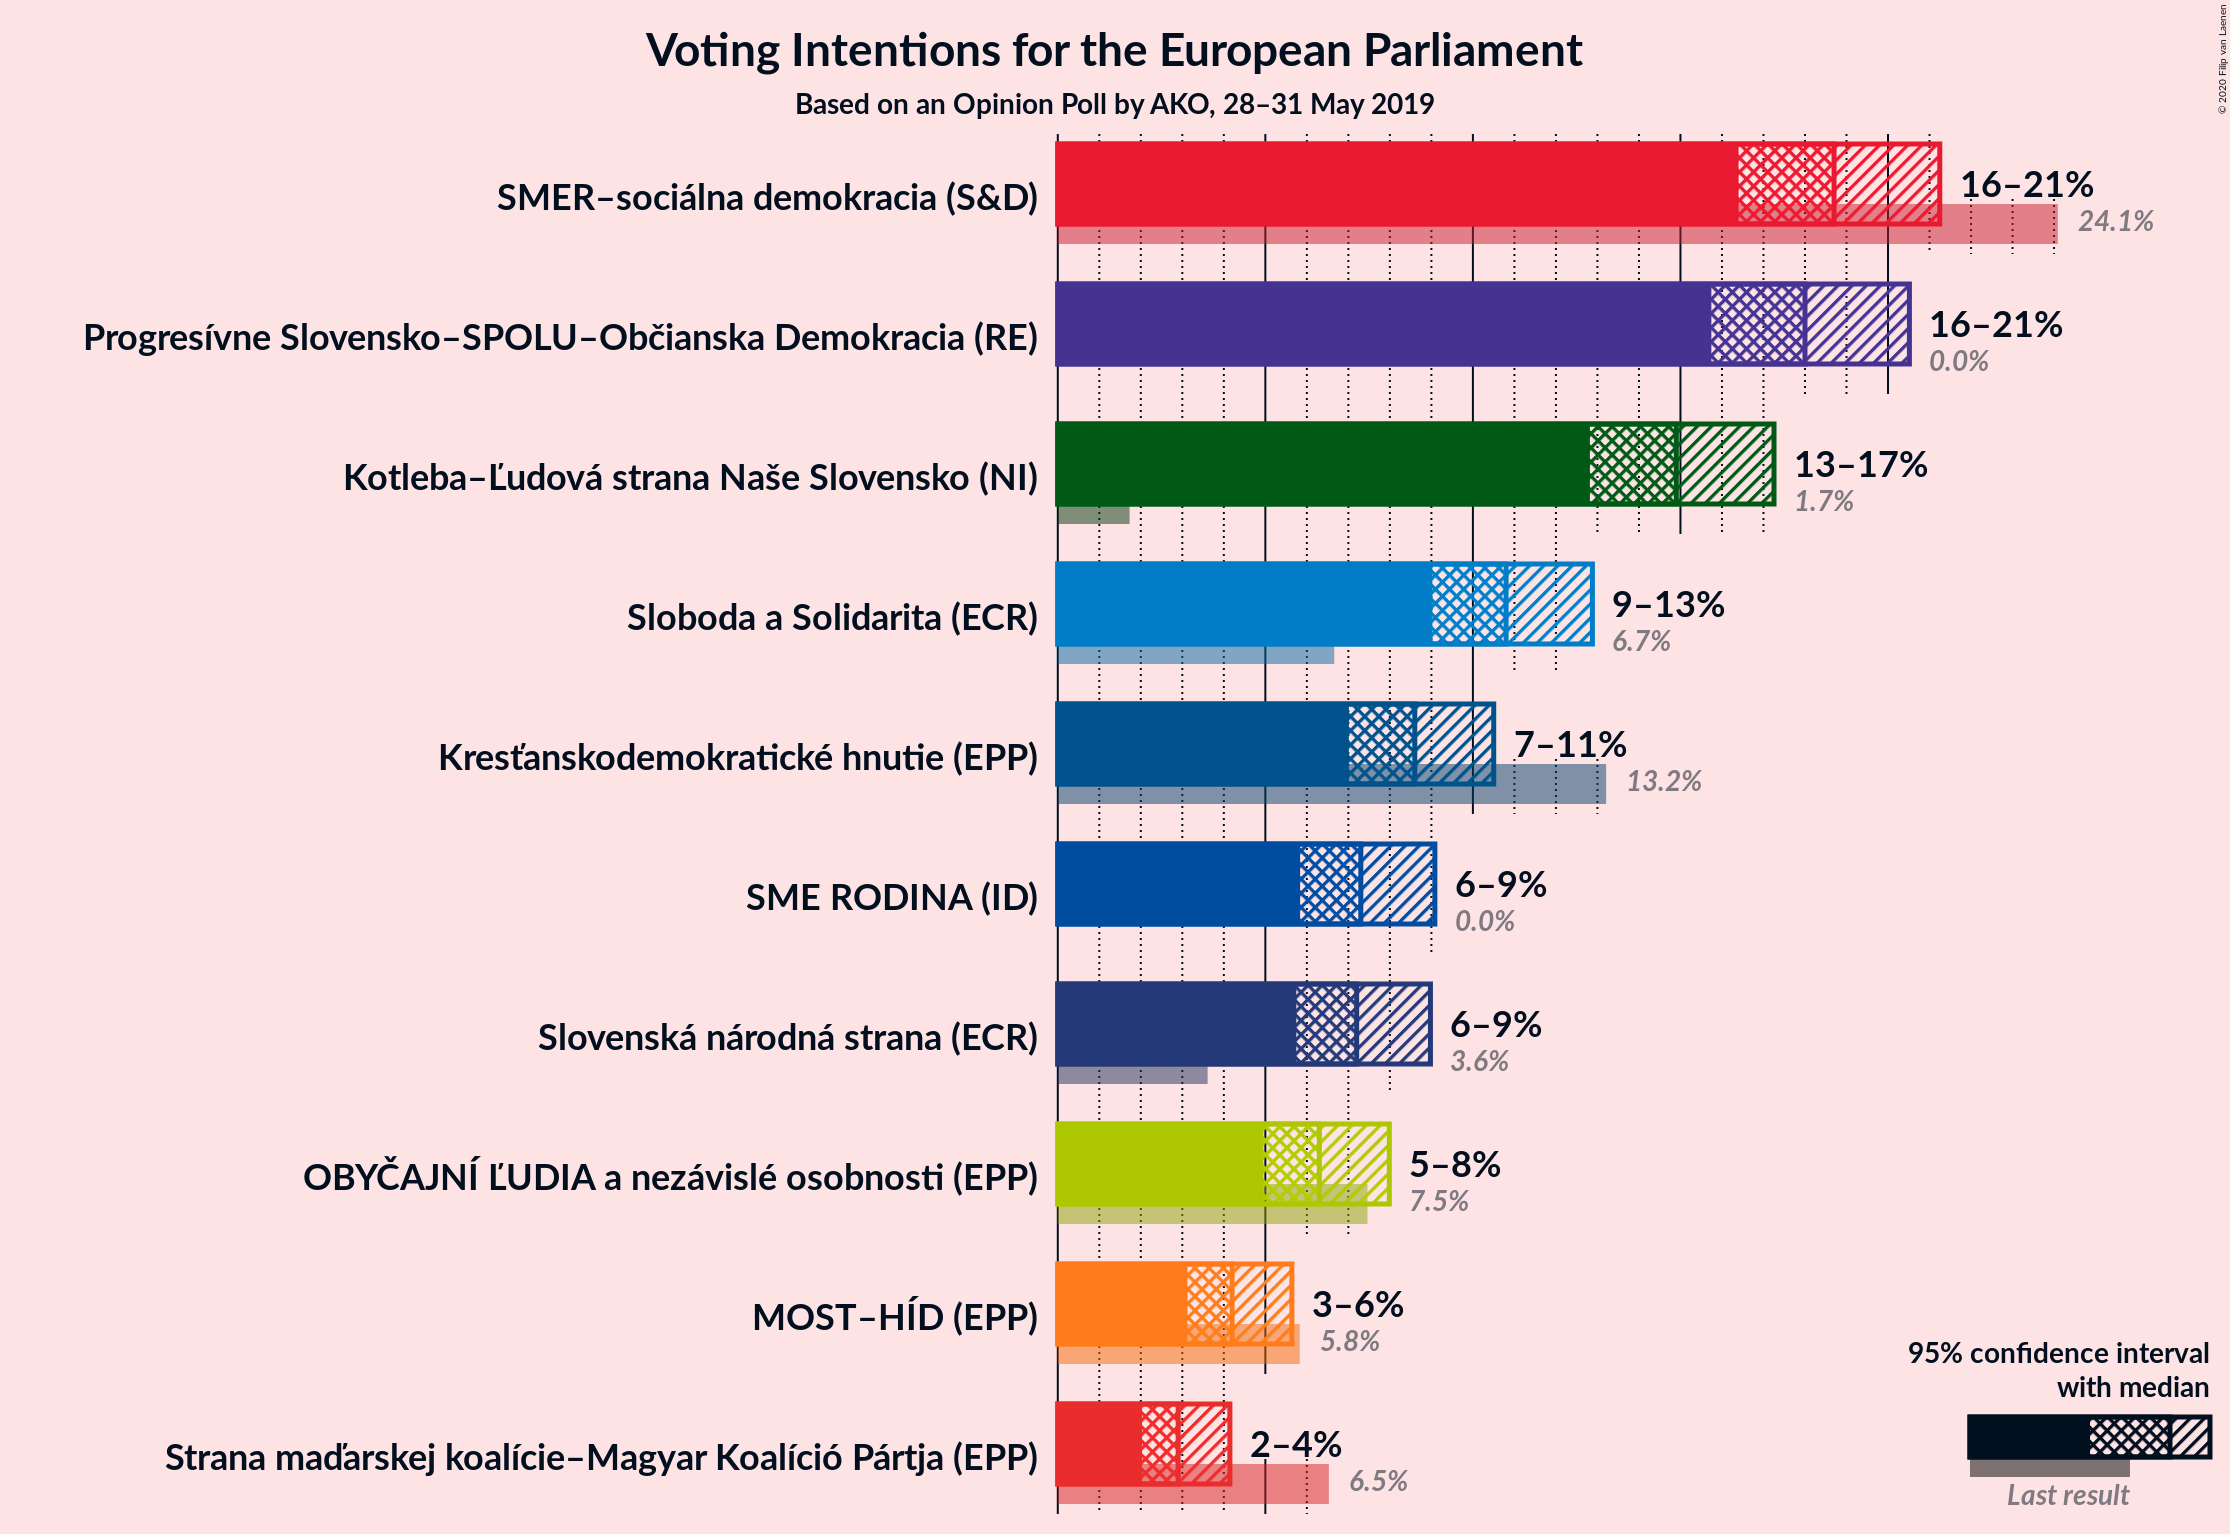 Voting Intentions for the European Parliament
Based on an Opinion Poll by AKO, 28–31 May 2019
© 2020 Filip van Laenen
SMER–sociálna demokracia (S&D)
16–21%
24.1%
Progresívne Slovensko–SPOLU–Občianska Demokracia (RE)
16–21%
0.0%
Kotleba–Ľudová strana Naše Slovensko (NI)
13–17%
1.7%
Sloboda a Solidarita (ECR)
9–13%
6.7%
Kresťanskodemokratické hnutie (EPP)
7–11%
13.2%
SME RODINA (ID)
6–9%
0.0%
Slovenská národná strana (ECR)
6–9%
3.6%
OBYČAJNÍ ĽUDIA a nezávislé osobnosti (EPP)
5–8%
7.5%
MOST–HÍD (EPP)
3–6%
5.8%
Strana maďarskej koalície–Magyar Koalíció Pártja (EPP)
2–4%
6.5%
95% confidence interval
with median
Last result